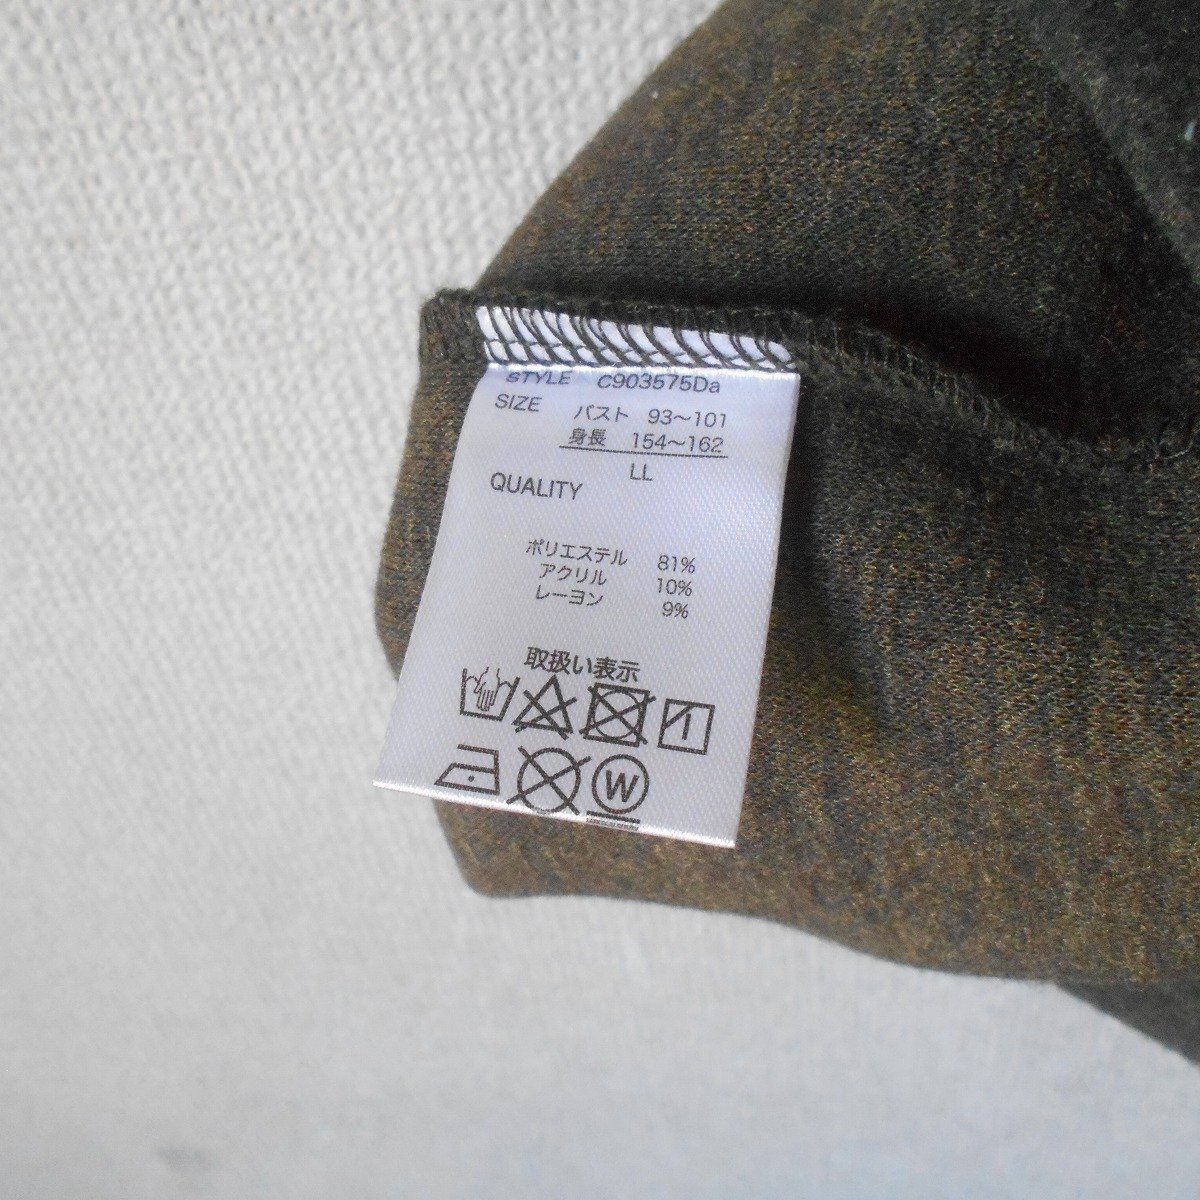 STYLE C903575Da
SIZE バスト 93～101
身長 154～162
LL
QUALITY
ポリエステル 81%
アクリル 10%
レーヨン 9%
取扱い表示
W